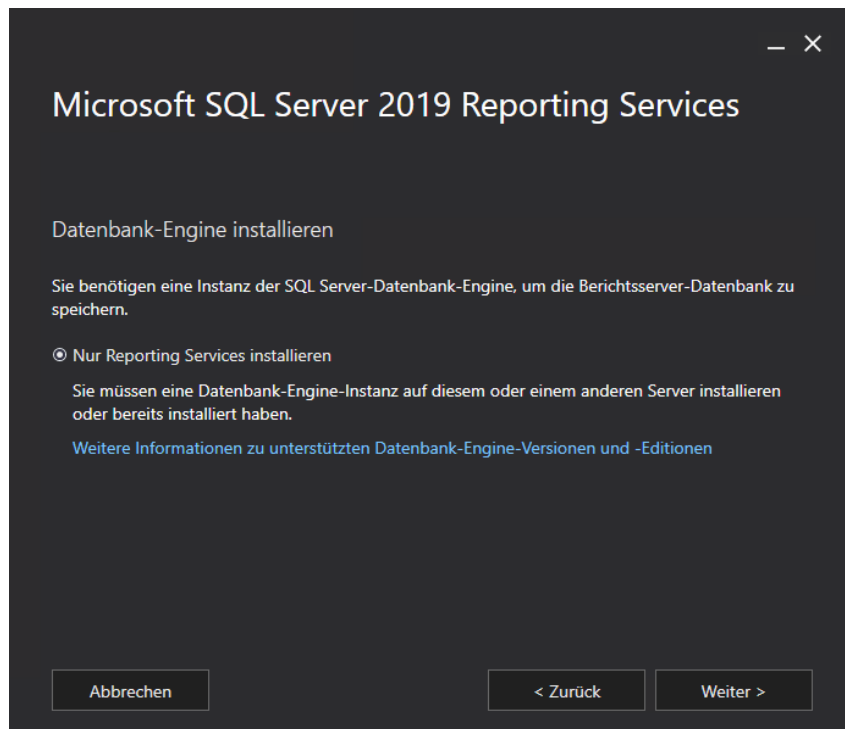 Microsoft SQL Server 2019 Reporting Services
Datenbank-Engine installieren
Sie benötigen eine Instanz der SQL Server-Datenbank-Engine, um die Berichtsserver-Datenbank zu
speichern.
Nur Reporting Services installieren
Sie müssen eine Datenbank-Engine-Instanz auf diesem oder einem anderen Server installieren
oder bereits installiert haben.
Weitere Informationen zu unterstützten Datenbank-Engine-Versionen und -Editionen
Abbrechen
< Zurück
Weiter >